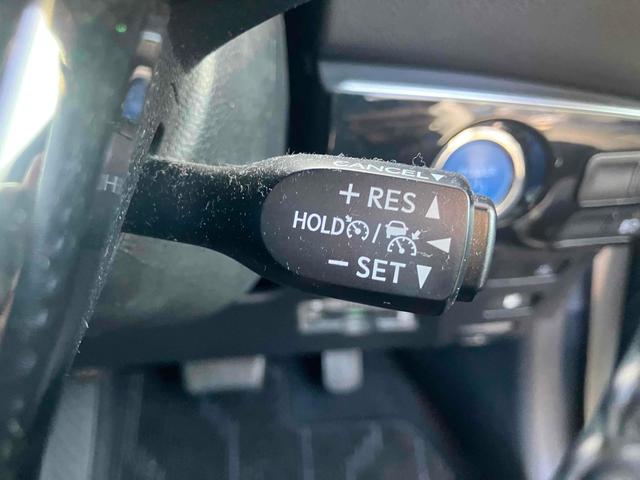 CANCEL▼
+ RES ▲
HOLD / ◀
− SET ▼